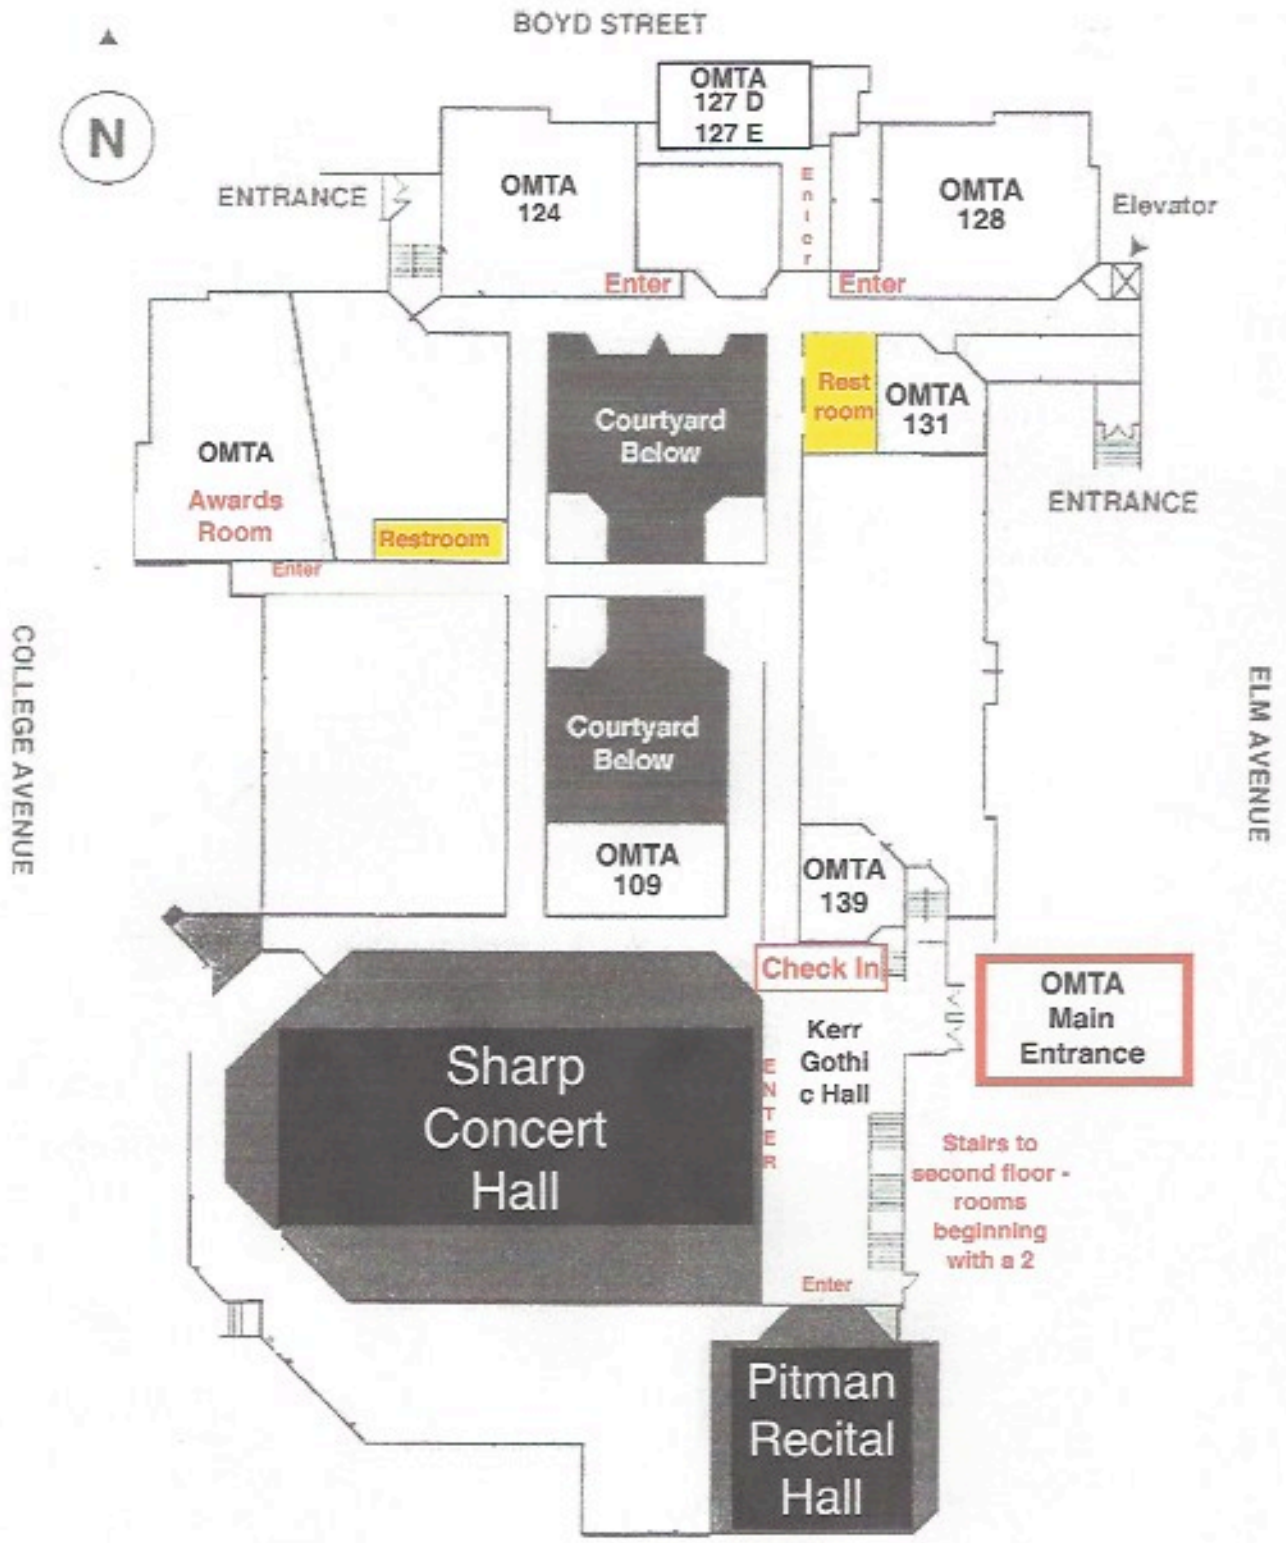 BOYD STREET
N
OMTA
127 D
127 E
ENTRANCE
OMTA
124
Enter
OMTA
128
Elevator
Enter
Enter
Rest
room
OMTA
131
Courtyard
Below
OMTA
Awards
Room
Restroom
Enter
ENTRANCE
COLLEGE AVENUE
ELM AVENUE
Courtyard
Below
OMTA
109
OMTA
139
Check In
OMTA
Main
Entrance
Kerr
Gothi
c Hall
Sharp
Concert
Hall
ENTER
Stairs to
second floor -
rooms
beginning
with a 2
Enter
Pitman
Recital
Hall